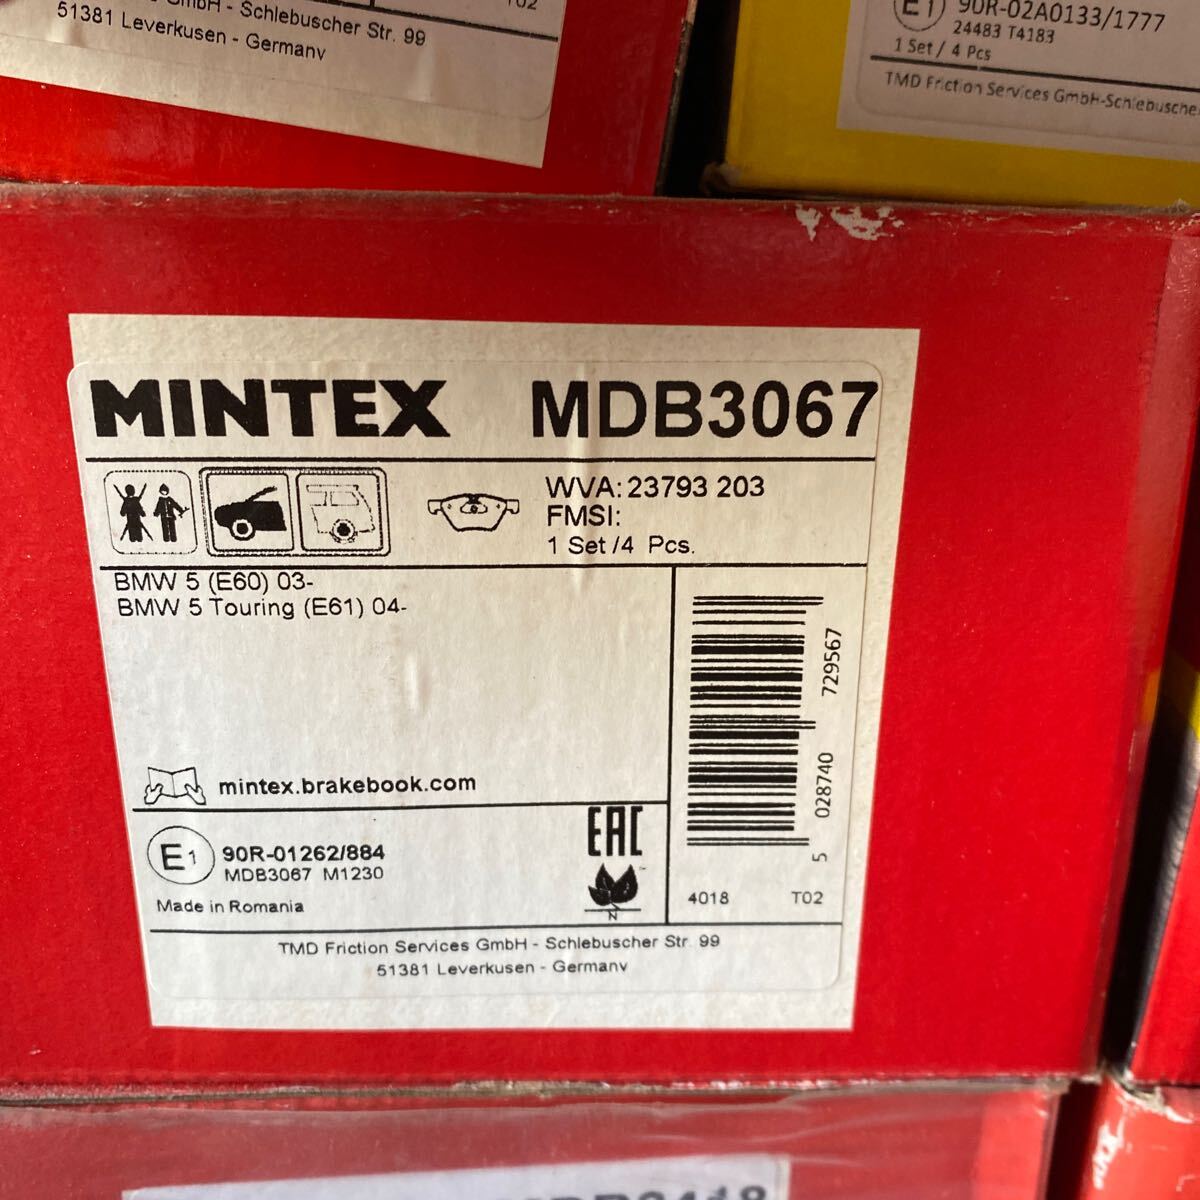 GmbH - Schlebuscher Str. 99
T02
51381 Leverkusen - Germany
E1 90R-02A0133/1777
24483 T4183
1 Set / 4 Pcs
TMD Friction Services GmbH-Schlebusche
MINTEX MDB3067
WVA: 23793 203
FMSI:
1 Set /4 Pcs.
BMW 5 (E60) 03-
BMW 5 Touring (E61) 04-
mintex.brakebook.com
5 028740 729567
E1 90R-01262/884
MDB3067 M1230
EAC
N
Made in Romania
4018 T02
TMD Friction Services GmbH - Schlebuscher Str. 99
51381 Leverkusen - Germany